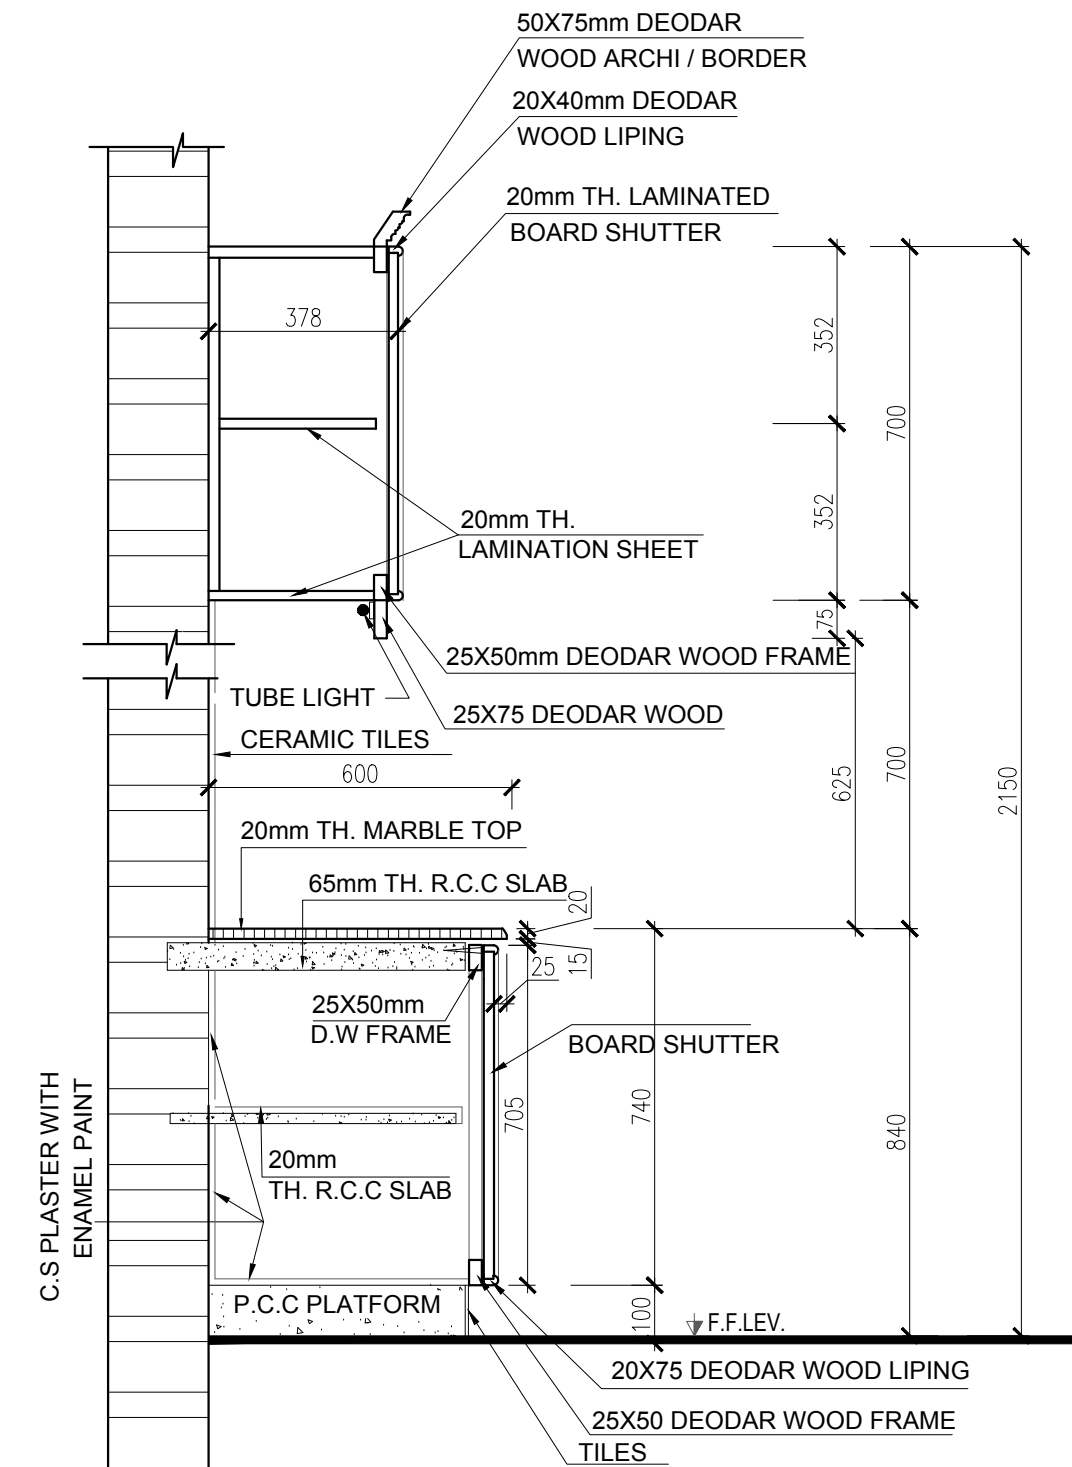 50X75mm DEODAR
WOOD ARCHI / BORDER
20X40mm DEODAR
WOOD LIPING
20mm TH. LAMINATED
BOARD SHUTTER
378
352
700
352
20mm TH.
LAMINATION SHEET
75
25X50mm DEODAR WOOD FRAME
TUBE LIGHT
25X75 DEODAR WOOD
CERAMIC TILES
600
625
700
2150
20mm TH. MARBLE TOP
65mm TH. R.C.C SLAB
20
15
25
25X50mm
D.W FRAME
BOARD SHUTTER
705
740
840
C.S PLASTER WITH
ENAMEL PAINT
20mm
TH. R.C.C SLAB
P.C.C PLATFORM
100
F.F.LEV.
20X75 DEODAR WOOD LIPING
25X50 DEODAR WOOD FRAME
TILES